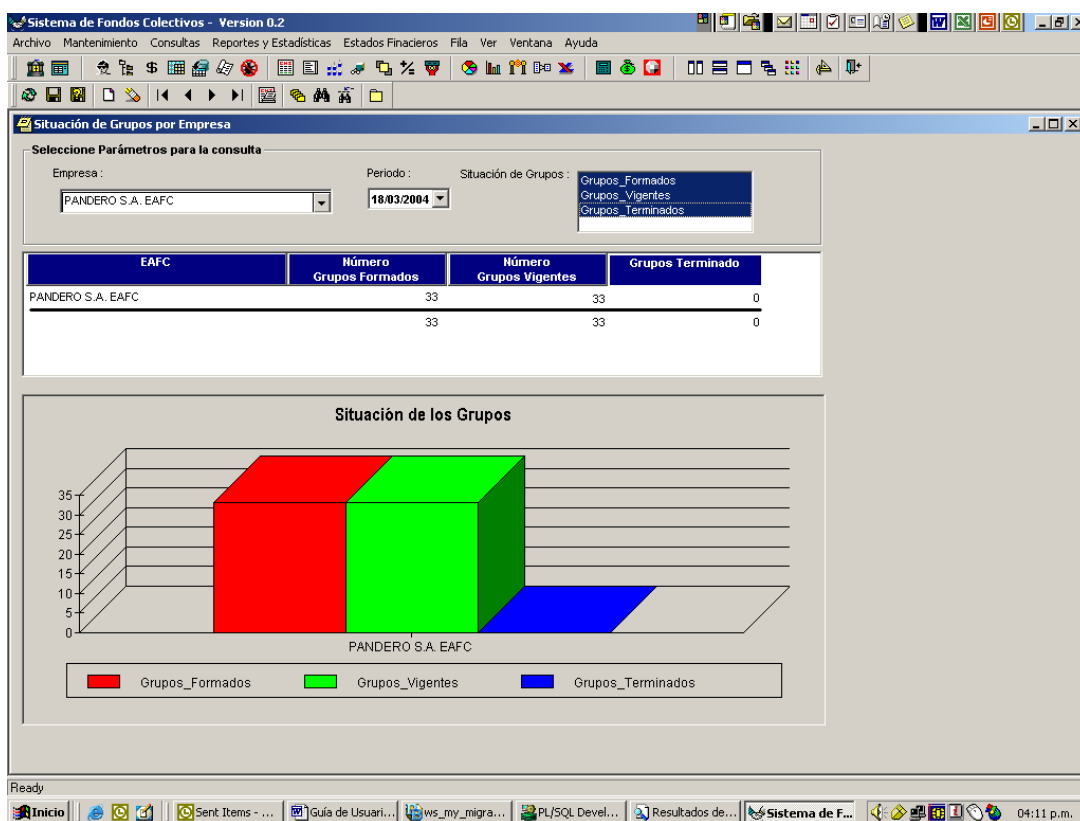 Sistema de Fondos Colectivos - Version 0.2
Archivo Mantenimiento Consultas Reportes y Estadísticas Estados Finacieros Fila Ver Ventana Ayuda
Situación de Grupos por Empresa
Seleccione Parámetros para la consulta
Empresa : Periodo : Situación de Grupos :
PANDERO S.A. EAFC 18/03/2004
Grupos_Formados
Grupos_Vigentes
Grupos_Terminados
EAFC Número Grupos Formados Número Grupos Vigentes Grupos Terminado
PANDERO S.A. EAFC 33 33 0
33 33 0
Situación de los Grupos
35
30
25
20
15
10
5
0
PANDERO S.A. EAFC
Grupos_Formados Grupos_Vigentes Grupos_Terminados
Ready
Inicio Sent Items - ... Guía de Usuari... ws_my_migra... PL/SQL Devel... Resultados de... Sistema de F... 04:11 p.m.